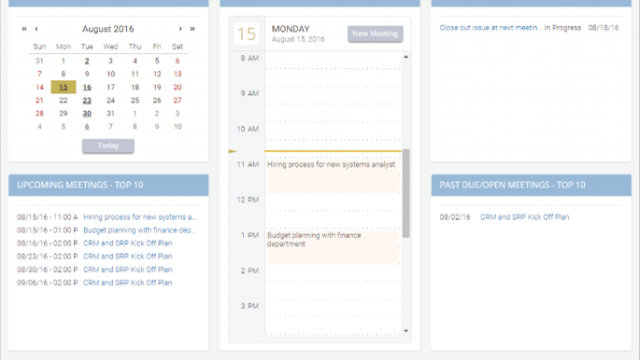 « ‹ August 2016 › »
Sun Mon Tue Wed Thu Fri Sat
31 1 2 3 4 5 6
7 8 9 10 11 12 13
14 15 16 17 18 19 20
21 22 23 24 25 26 27
28 29 30 31 1 2 3
4 5 6 7 8 9 10
Today
UPCOMING MEETINGS - TOP 10
08/15/16 - 11:00 A Hiring process for new systems a...
08/15/16 - 01:00 P Budget planning with finance dep...
08/16/16 - 02:00 P CRM and SRP Kick Off Plan
08/23/16 - 02:00 P CRM and SRP Kick Off Plan
08/30/16 - 02:00 P CRM and SRP Kick Off Plan
09/06/16 - 02:00 P CRM and SRP Kick Off Plan
15 MONDAY
August 15, 2016
New Meeting
8 AM
9 AM
10 AM
11 AM Hiring process for new systems analyst
12 PM
1 PM Budget planning with finance
department
2 PM
3 PM
Close out issue at next meetin... In Progress 08/18/16
PAST DUE/OPEN MEETINGS - TOP 10
08/02/16 CRM and SRP Kick Off Plan